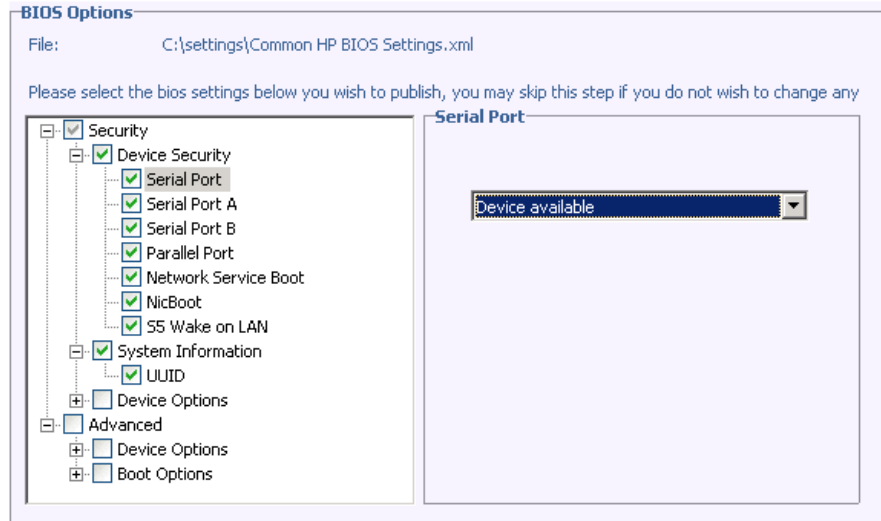 BIOS Options
File: C:\settings\Common HP BIOS Settings.xml
Please select the bios settings below you wish to publish, you may skip this step if you do not wish to change any
Security
Device Security
Serial Port
Serial Port A
Serial Port B
Parallel Port
Network Service Boot
NicBoot
S5 Wake on LAN
System Information
UUID
Device Options
Advanced
Device Options
Boot Options
Serial Port
Device available